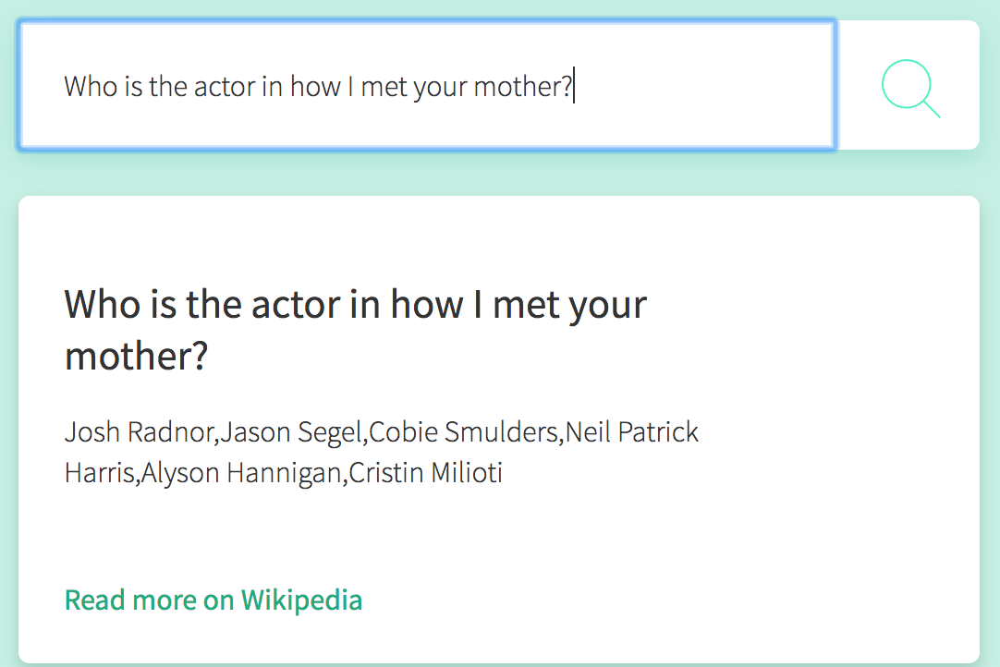 Who is the actor in how I met your mother?
Who is the actor in how I met your
mother?
Josh Radnor,Jason Segel,Cobie Smulders,Neil Patrick
Harris,Alyson Hannigan,Cristin Milioti
Read more on Wikipedia